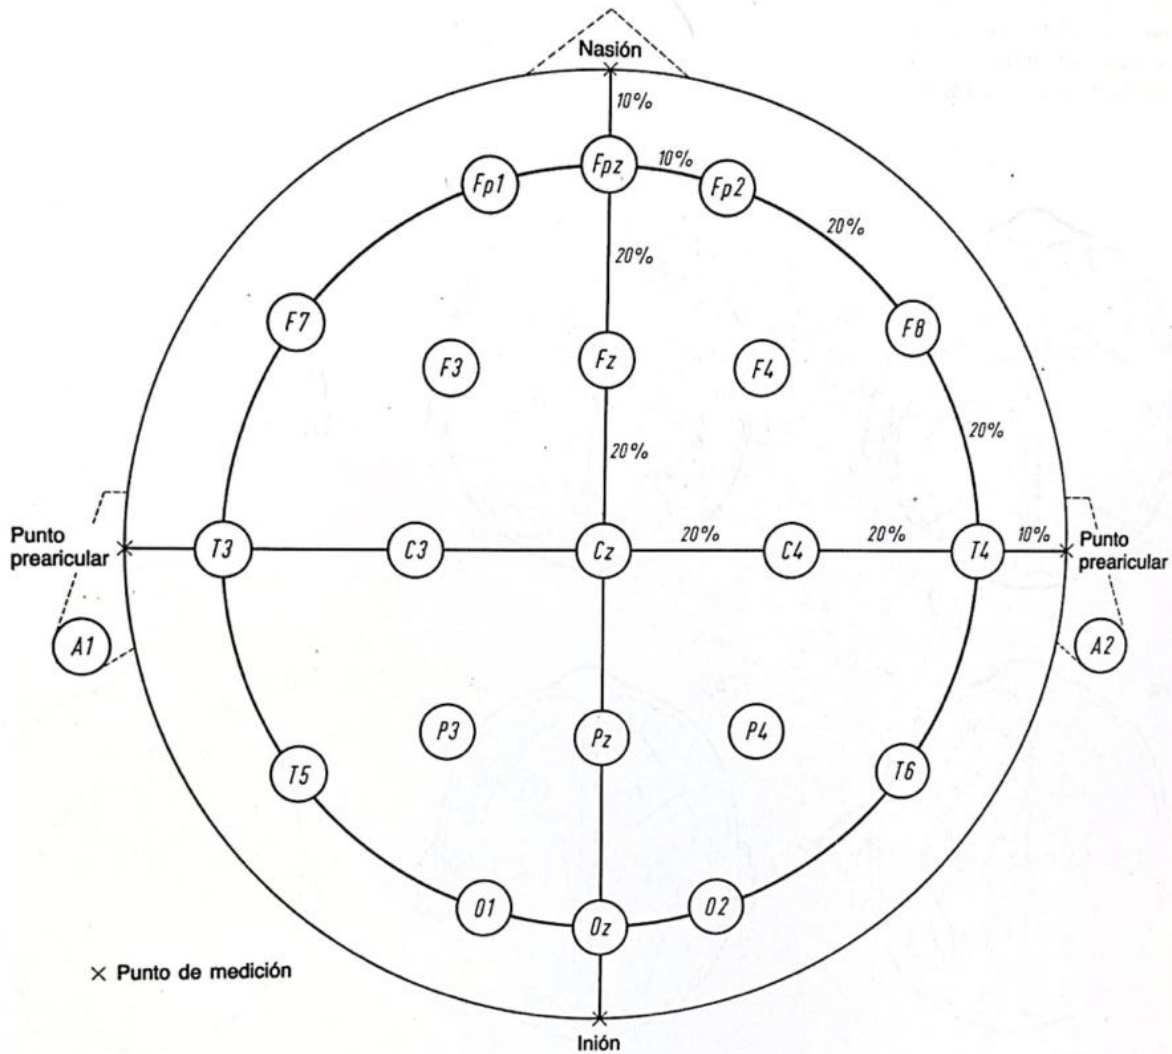 Nasión
10%
Fpz
10%
Fp1
Fp2
20%
20%
F7
F8
Fz
F3
F4
20%
20%
Punto
prearicular
T3
C3
Cz
20%
C4
20%
T4
10%
Punto
prearicular
A1
A2
P3
Pz
P4
T5
T6
O1
O2
Oz
× Punto de medición
Inión